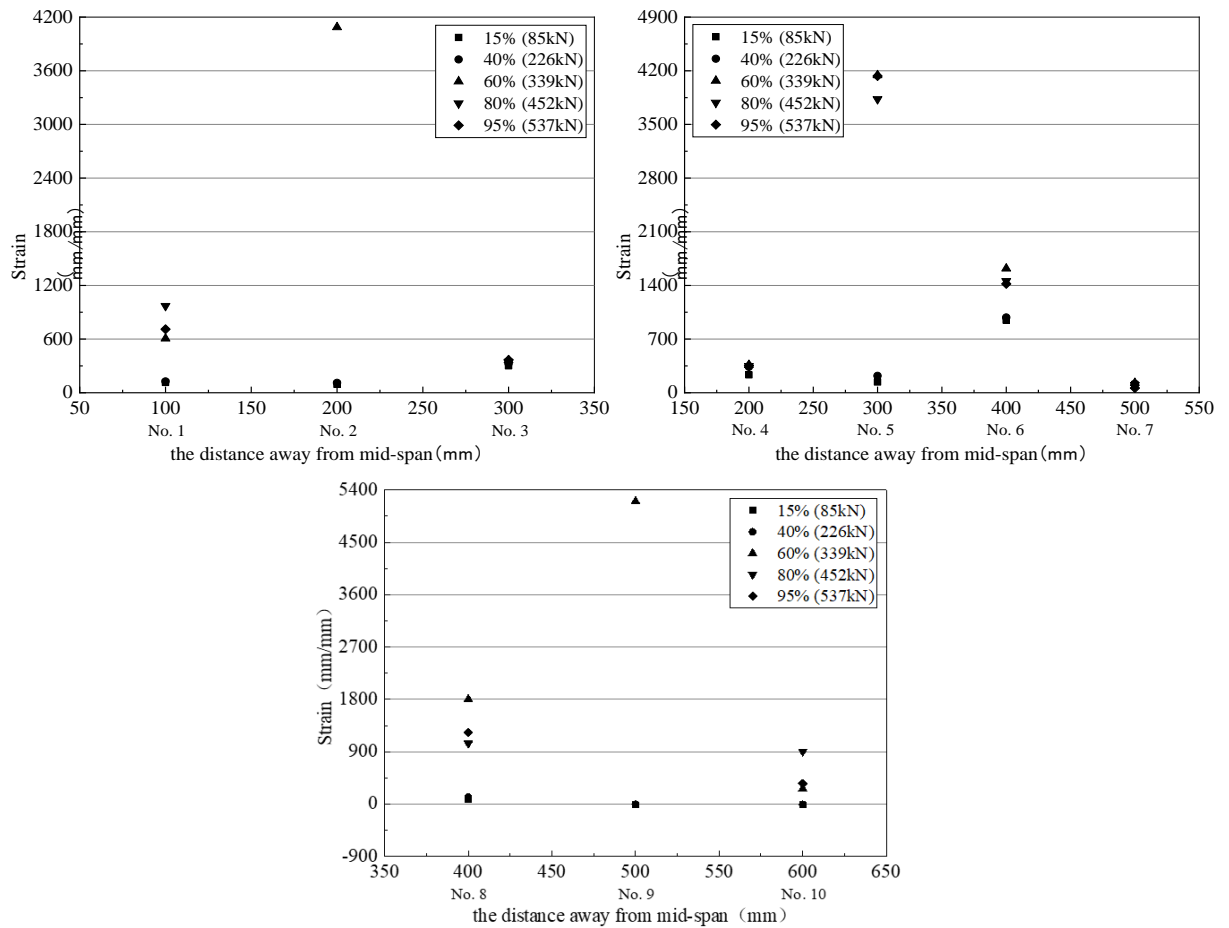 4200
3600
3000
2400
1800
1200
600
0
Strain
(mm/mm)
15% (85kN)
40% (226kN)
60% (339kN)
80% (452kN)
95% (537kN)
50 100 150 200 250 300 350
No. 1 No. 2 No. 3
the distance away from mid-span(mm)
4900
4200
3500
2800
2100
1400
700
0
Strain
(mm/mm)
15% (85kN)
40% (226kN)
60% (339kN)
80% (452kN)
95% (537kN)
150 200 250 300 350 400 450 500 550
No. 4 No. 5 No. 6 No. 7
the distance away from mid-span(mm)
5400
4500
3600
2700
1800
900
0
-900
Strain (mm/mm)
15% (85kN)
40% (226kN)
60% (339kN)
80% (452kN)
95% (537kN)
350 400 450 500 550 600 650
No. 8 No. 9 No. 10
the distance away from mid-span (mm)